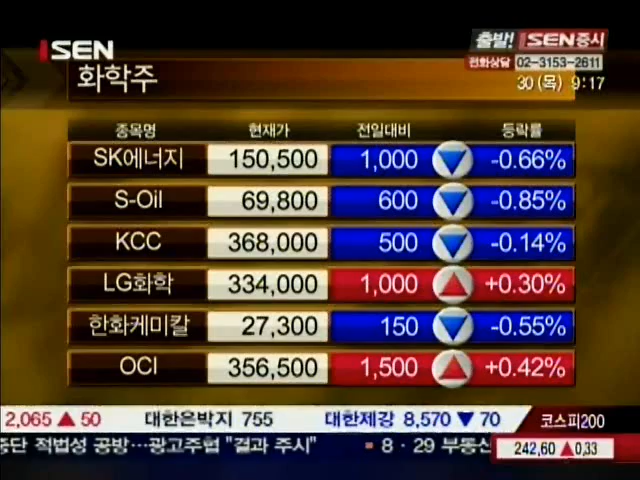 SEN
출발! SEN증시
전화상담 02-3153-2611
30(목) 9:17
화학주
종목명 현재가 전일대비 등락률
SK에너지 150,500 1,000 ▼ -0.66%
S-Oil 69,800 600 ▼ -0.85%
KCC 368,000 500 ▼ -0.14%
LG화학 334,000 1,000 ▲ +0.30%
한화케미칼 27,300 150 ▼ -0.55%
OCI 356,500 1,500 ▲ +0.42%
2,065 ▲ 50 대한은박지 755 대한제강 8,570 ▼ 70 코스피200
중단 적법성 공방…광고주협 "결과 주시" ▪ 8·29 부동산 242,60 ▲0,33